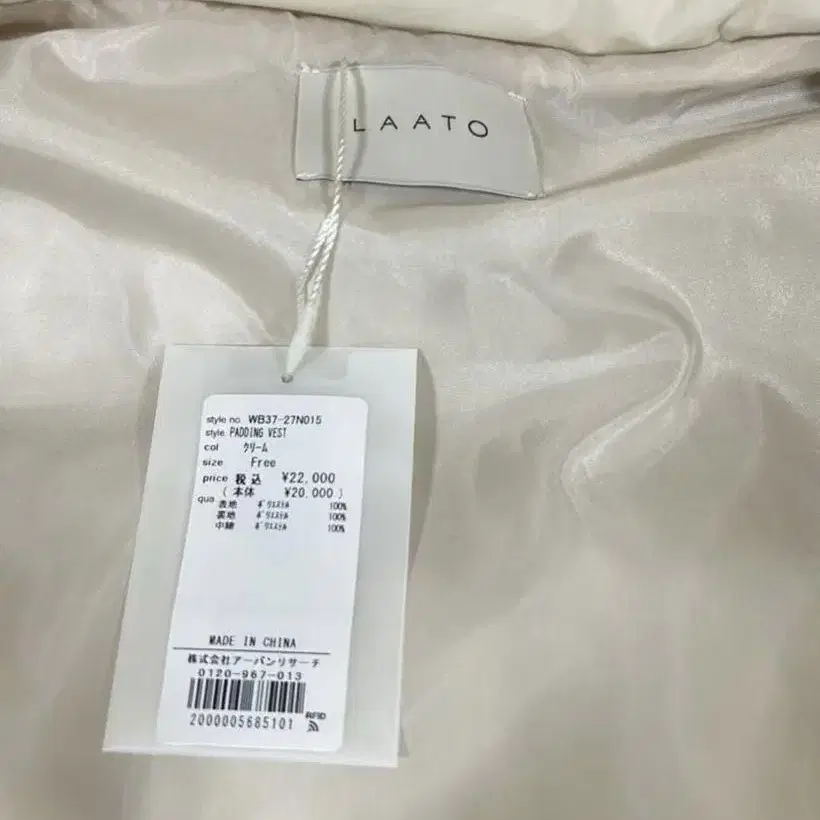 LAATO
style no. WB37-27N015
style. PADDING VEST
col クリーム
size Free
price 税込 ¥22,000
(本体 ¥20,000)
qua 表地 ポリエステル 100%
裏地 ポリエステル 100%
中綿 ポリエステル 100%
MADE IN CHINA
株式会社アーバンリサーチ
0120-967-013
2000005685101
RFID